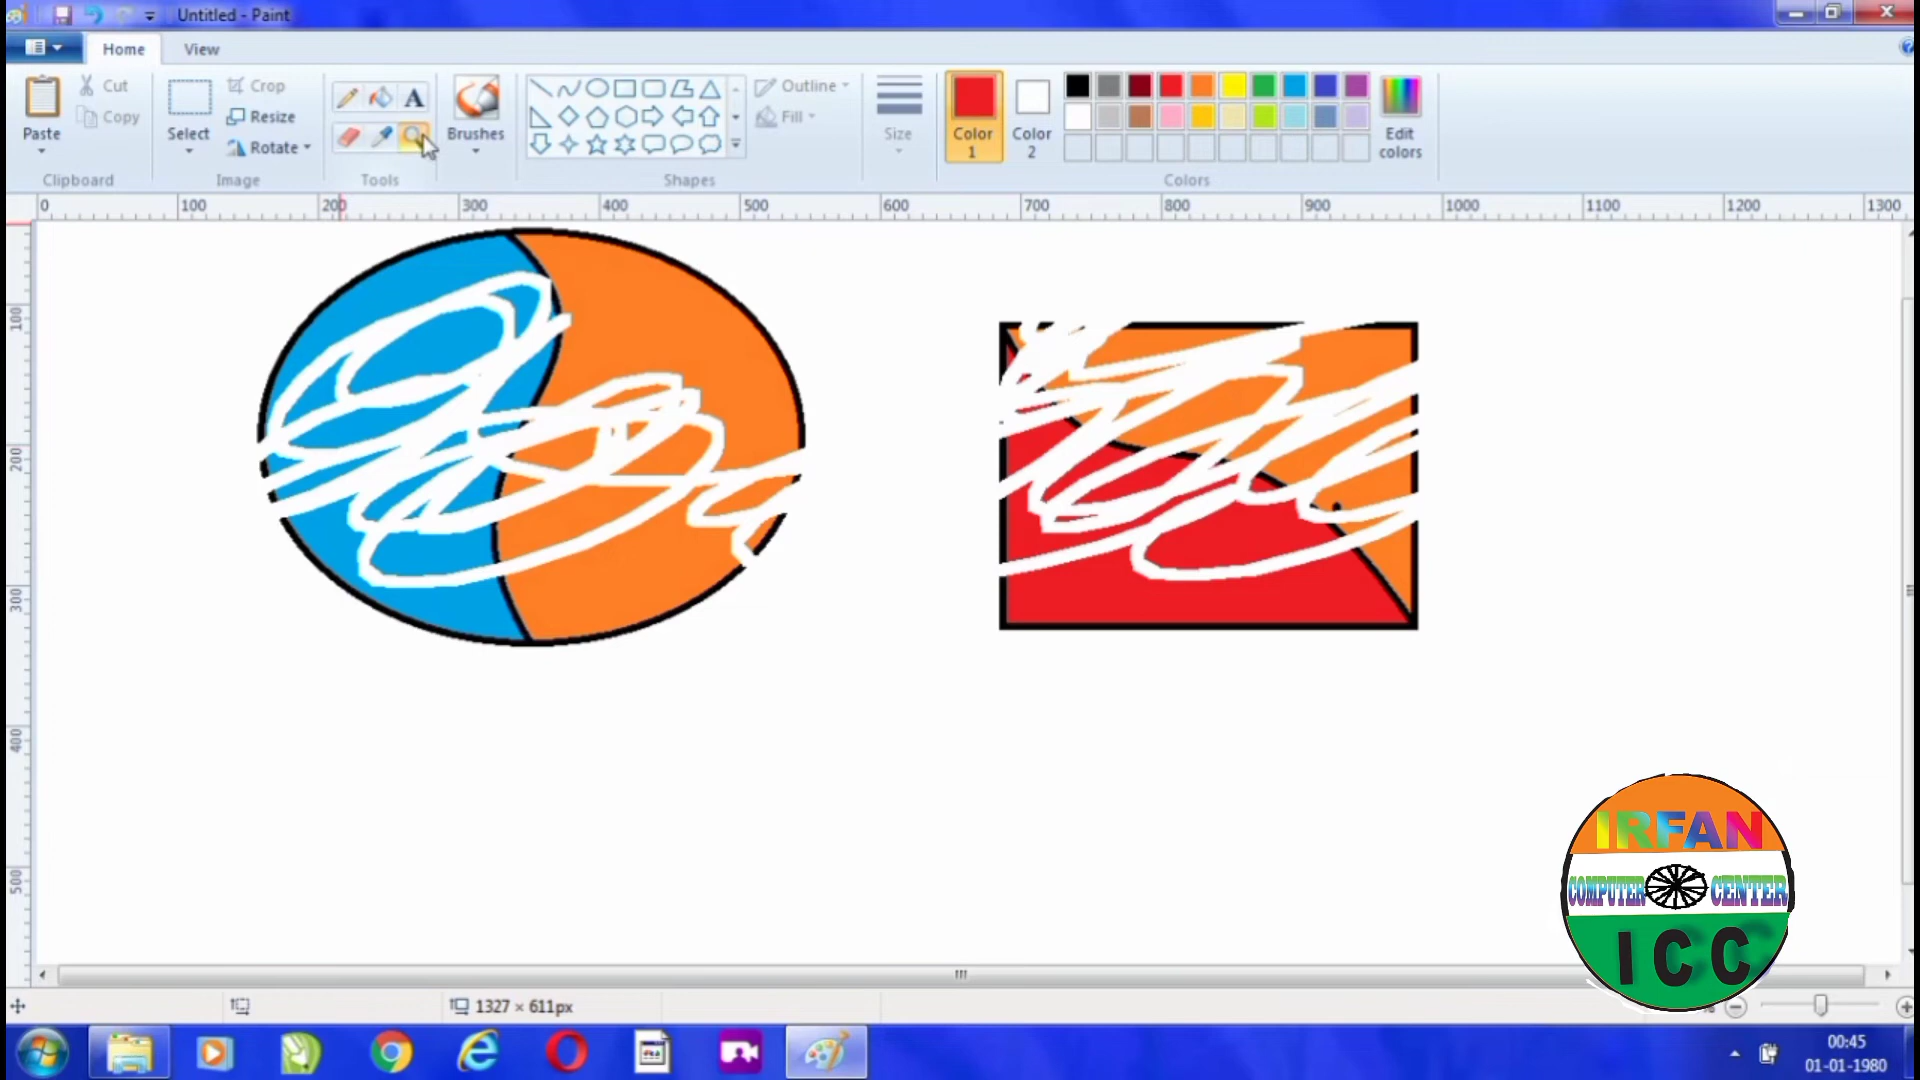 Untitled - Paint
Home View
Paste
Cut
Copy
Clipboard
Select
Crop
Resize
Rotate
Image
A
Tools
Brushes
Outline
Fill
Shapes
Size
Color 1
Color 2
Edit colors
Colors
0 100 200 300 400 500 600 700 800 900 1000 1100 1200 1300
100
200
300
400
500
IRFAN
COMPUTER CENTER
ICC
1327 × 611px
00:45
01-01-1980